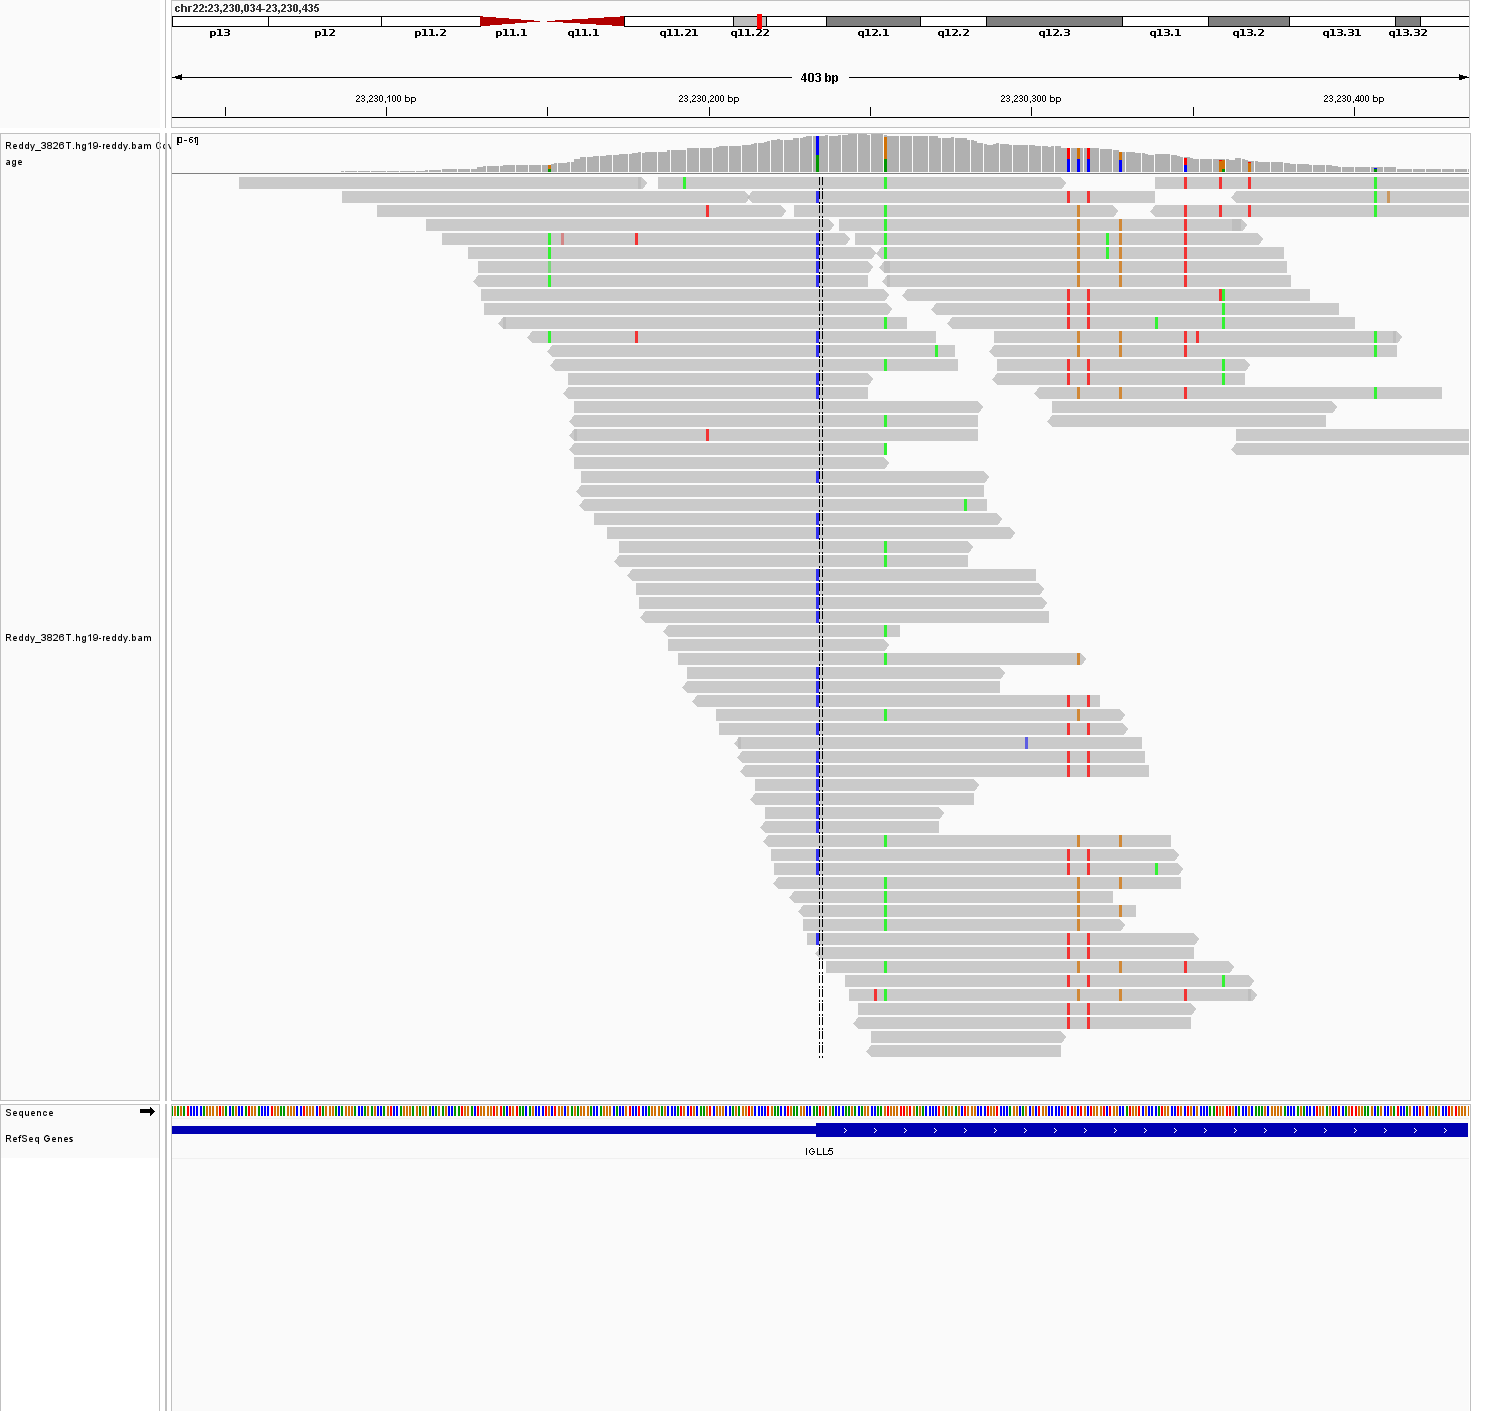 chr22:23,230,034-23,230,435
p13 p12 p11.2 p11.1 q11.1 q11.21 q11.22 q12.1 q12.2 q12.3 q13.1 q13.2 q13.31 q13.32
403 bp
23,230,100 bp 23,230,200 bp 23,230,300 bp 23,230,400 bp
Reddy_3826T.hg19-reddy.bam Cov
age
[0-61]
Reddy_3826T.hg19-reddy.bam
Sequence
RefSeq Genes
IGLL5